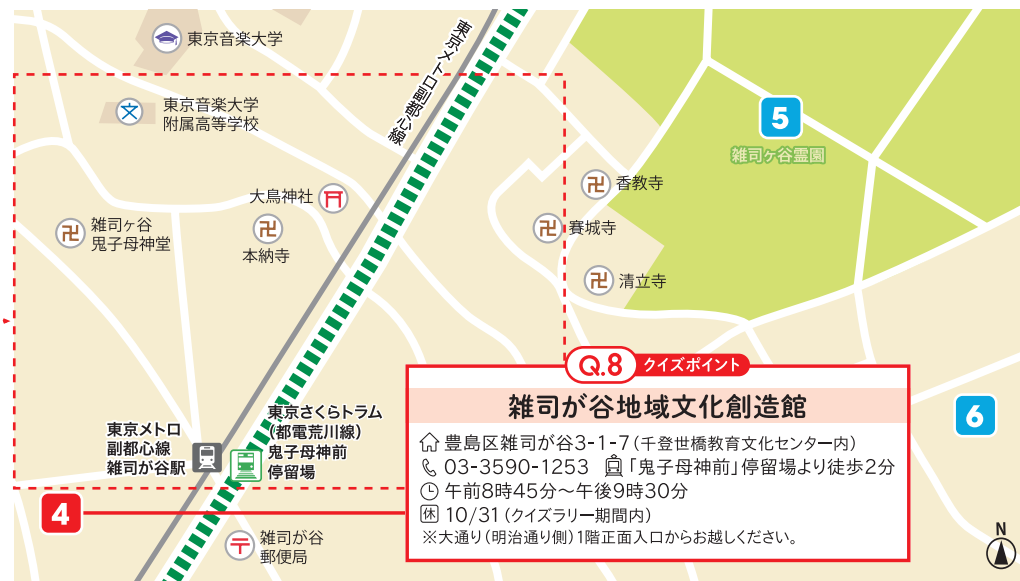 東京音楽大学
東京メトロ副都心線
東京音楽大学
附属高等学校
5
雑司ケ谷霊園
大鳥神社
香教寺
雑司ヶ谷
鬼子母神堂
本納寺
賽城寺
清立寺
Q.8 クイズポイント
雑司が谷地域文化創造館
豊島区雑司が谷3-1-7(千登世橋教育文化センター内)
03-3590-1253 「鬼子母神前」停留場より徒歩2分
午前8時45分~午後9時30分
休 10/31(クイズラリー期間内)
※大通り(明治通り側)1階正面入口からお越しください。
東京メトロ
副都心線
雑司が谷駅
東京さくらトラム
(都電荒川線)
鬼子母神前
停留場
6
4
雑司が谷
郵便局
N